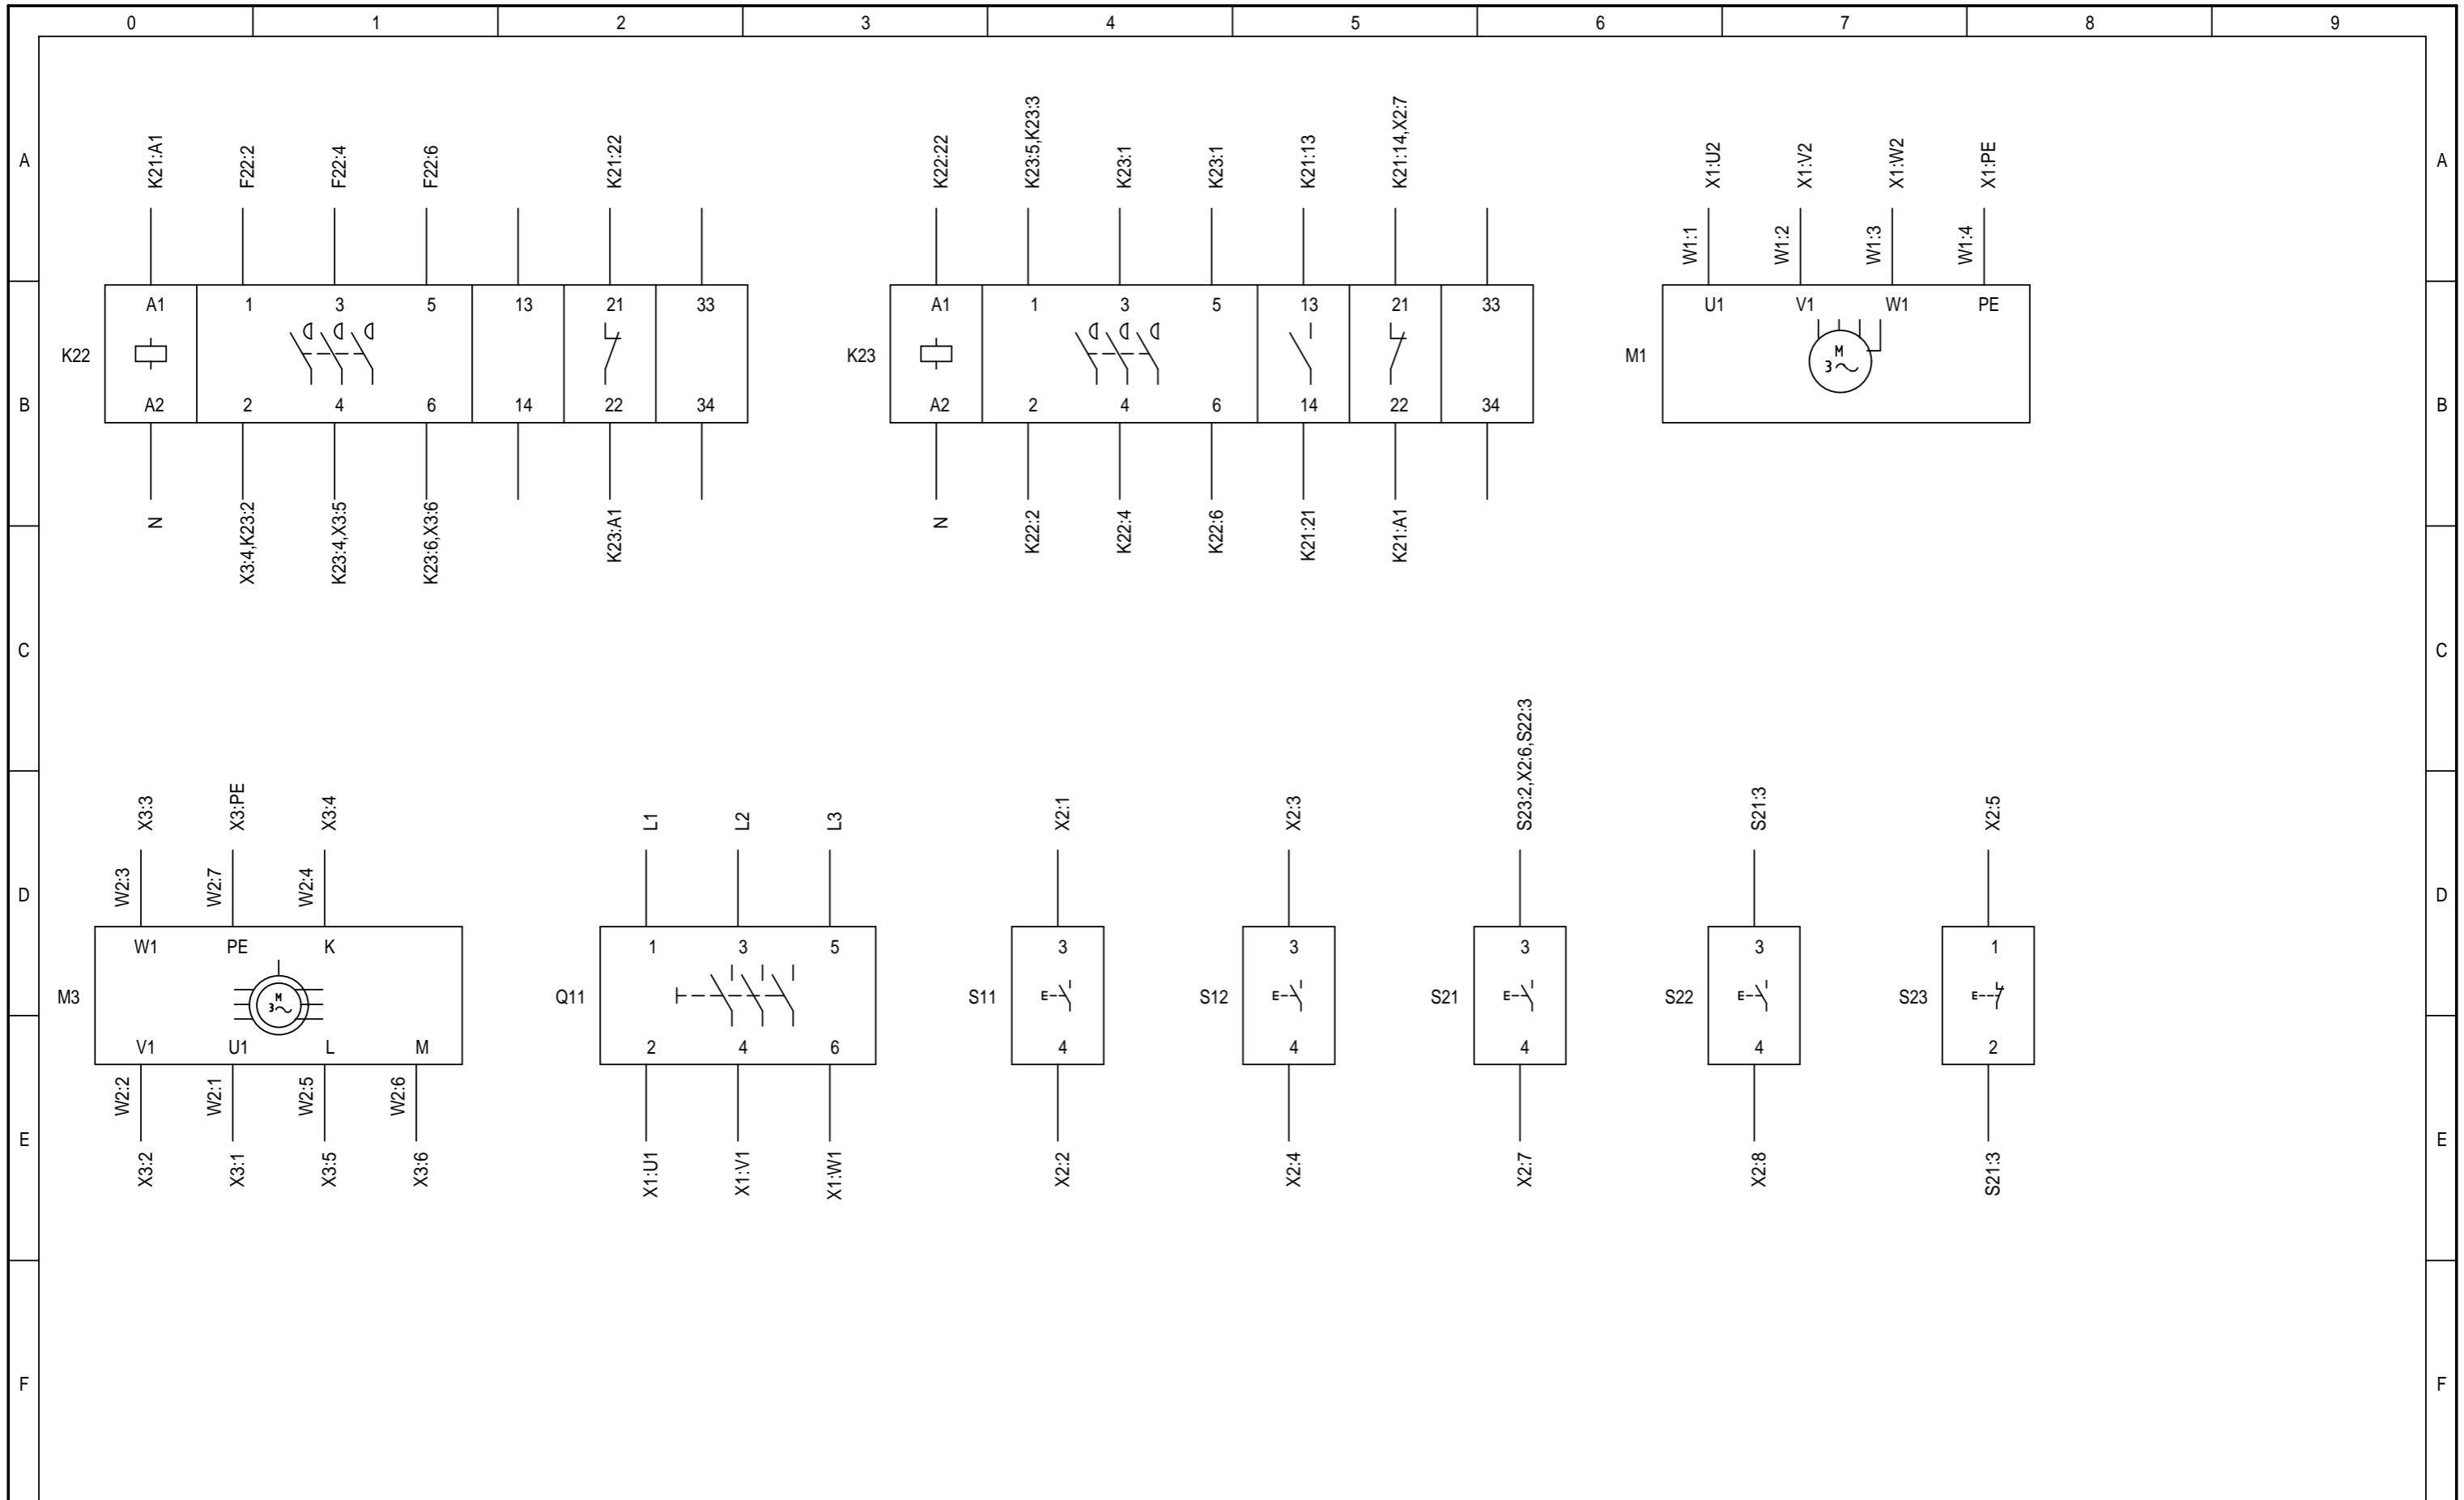 0 1 2 3 4 5 6 7 8 9
K21:A1 F22:2 F22:4 F22:6 K21:22 K22:22 K23:5,K23:3 K23:1 K23:1 K21:13 K21:14,X2:7 X1:U2 X1:V2 X1:W2 X1:PE
A A
W1:1 W1:2 W1:3 W1:4
A1 1 3 5 13 21 33 A1 1 3 5 13 21 33 U1 V1 W1 PE
K22 K23 M1 M 3
B A2 2 4 6 14 22 34 A2 2 4 6 14 22 34 B
N X3:4,K23:2 K23:4,X3:5 K23:6,X3:6 K23:A1 N K22:2 K22:4 K22:6 K21:21 K21:A1
C C
X3:3 X3:PE X3:4 L1 L2 L3 X2:1 X2:3 S23:2,X2:6,S22:3 S21:3 X2:5
W2:3 W2:7 W2:4
D D
W1 PE K 1 3 5 3 3 3 3 1
M3 M 3 Q11 S11 S12 S21 S22 S23
V1 U1 L M 2 4 6 4 4 4 4 2
W2:2 W2:1 W2:5 W2:6
E E
X3:2 X3:1 X3:5 X3:6 X1:U1 X1:V1 X1:W1 X2:2 X2:4 X2:7 X2:8 S21:3
F F